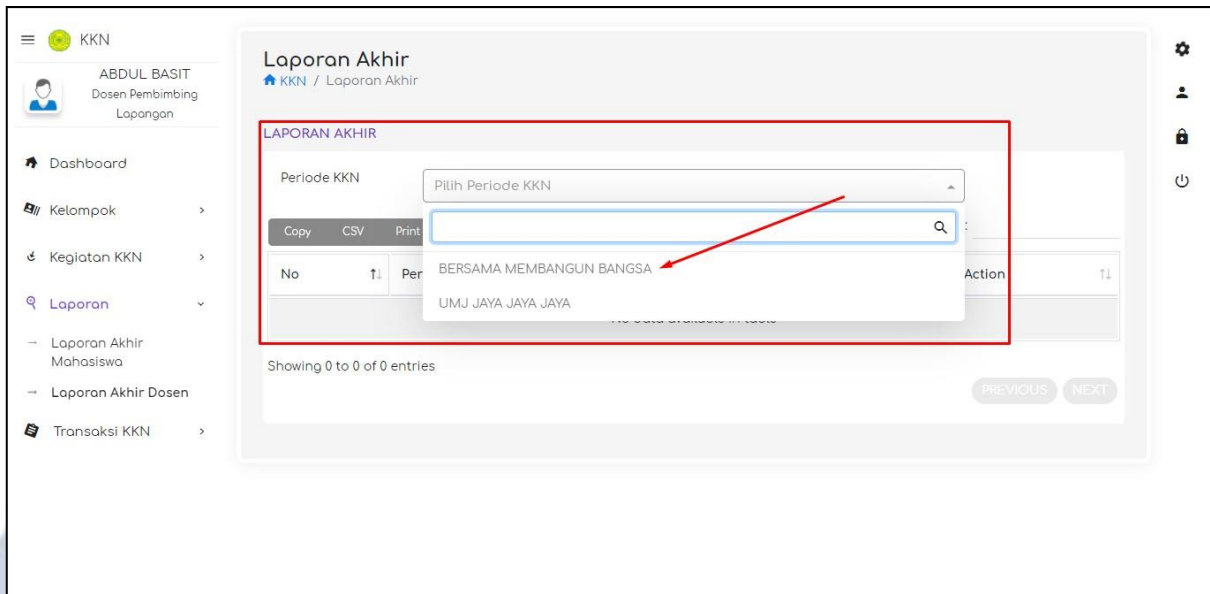 KKN
ABDUL BASIT
Dosen Pembimbing
Lapangan
Dashboard
Kelompok
Kegiatan KKN
Laporan
Laporan Akhir
Mahasiswa
Laporan Akhir Dosen
Transaksi KKN
Laporan Akhir
KKN / Laporan Akhir
LAPORAN AKHIR
Periode KKN
Pilih Periode KKN
Copy CSV Print
:
BERSAMA MEMBANGUN BANGSA
UMJ JAYA JAYA JAYA
No Per Action
Showing 0 to 0 of 0 entries
PREVIOUS NEXT